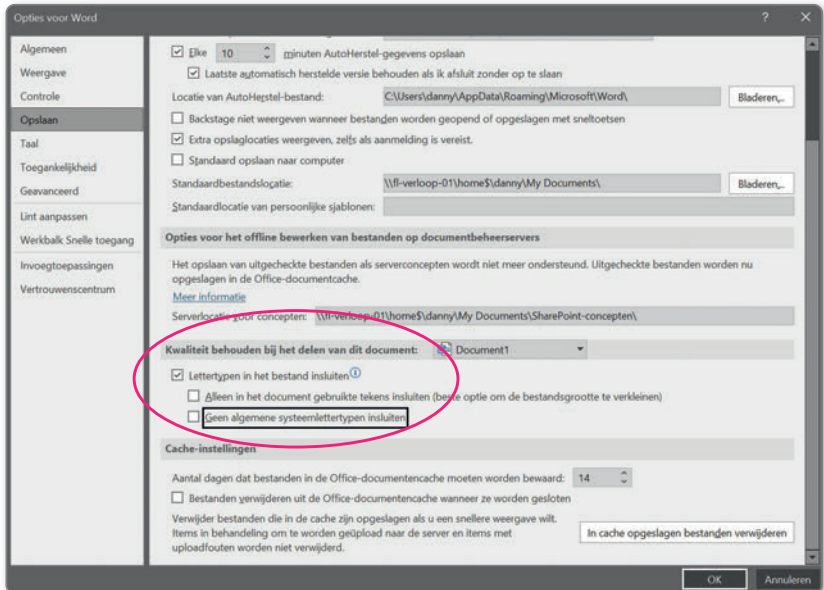 Opties voor Word
?
Algemeen
Weergave
Controle
Opslaan
Taal
Toegankelijkheid
Geavanceerd
Lint aanpassen
Werkbalk Snelle toegang
Invoegtoepassingen
Vertrouwenscentrum
Elke 10 minuten AutoHerstel-gegevens opslaan
Laatste automatisch herstelde versie behouden als ik afsluit zonder op te slaan
Locatie van AutoHerstel-bestand: C:\Users\danny\AppData\Roaming\Microsoft\Word\ Bladeren...
Backstage niet weergeven wanneer bestanden worden geopend of opgeslagen met sneltoetsen
Extra opslaglocaties weergeven, zelfs als aanmelding is vereist.
Standaard opslaan naar computer
Standaardbestandslocatie: \\fl-verloop-01\home$\danny\My Documents\ Bladeren...
Standaardlocatie van persoonlijke sjablonen:
Opties voor het offline bewerken van bestanden op documentbeheerservers
Het opslaan van uitgecheckte bestanden als serverconcepten wordt niet meer ondersteund. Uitgecheckte bestanden worden nu
opgeslagen in de Office-documentcache.
Meer informatie
Serverlocatie voor concepten: \\fl-verloop-01\home$\danny\My Documents\SharePoint-concepten\
Kwaliteit behouden bij het delen van dit document: Document1
Lettertypen in het bestand insluiten
Alleen in het document gebruikte tekens insluiten (beste optie om de bestandsgrootte te verkleinen)
Geen algemene systeemlettertypen insluiten
Cache-instellingen
Aantal dagen dat bestanden in de Office-documentencache moeten worden bewaard: 14
Bestanden verwijderen uit de Office-documentencache wanneer ze worden gesloten
Verwijder bestanden die in de cache zijn opgeslagen als u een snellere weergave wilt.
Items in behandeling om te worden geüpload naar de server en items met
uploadfouten worden niet verwijderd.
In cache opgeslagen bestanden verwijderen
OK Annuleren